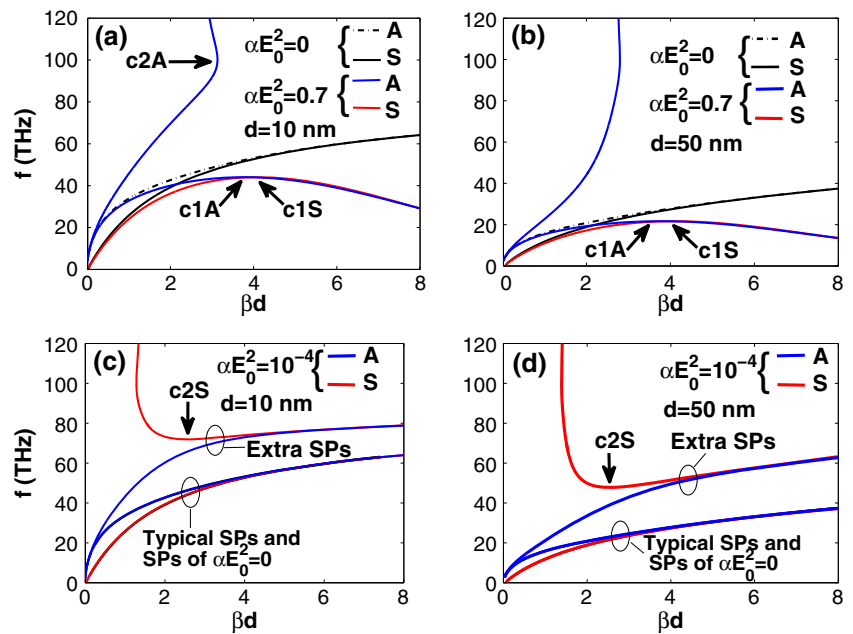 (a)
αE₀²=0 { A
S
c2A
αE₀²=0.7 { A
S
d=10 nm
c1A c1S
f (THz)
0 20 40 60 80 100 120
0 2 4 6 8
βd
(b)
αE₀²=0 { A
S
αE₀²=0.7 { A
S
d=50 nm
c1A c1S
0 20 40 60 80 100 120
0 2 4 6 8
βd
(c)
αE₀²=10⁻⁴ { A
S
d=10 nm
c2S
Extra SPs
Typical SPs and
SPs of αE₀²=0
f (THz)
0 20 40 60 80 100 120
0 2 4 6 8
βd
(d)
αE₀²=10⁻⁴ { A
S
d=50 nm
c2S
Extra SPs
Typical SPs and
SPs of αE₀²=0
0 20 40 60 80 100 120
0 2 4 6 8
βd